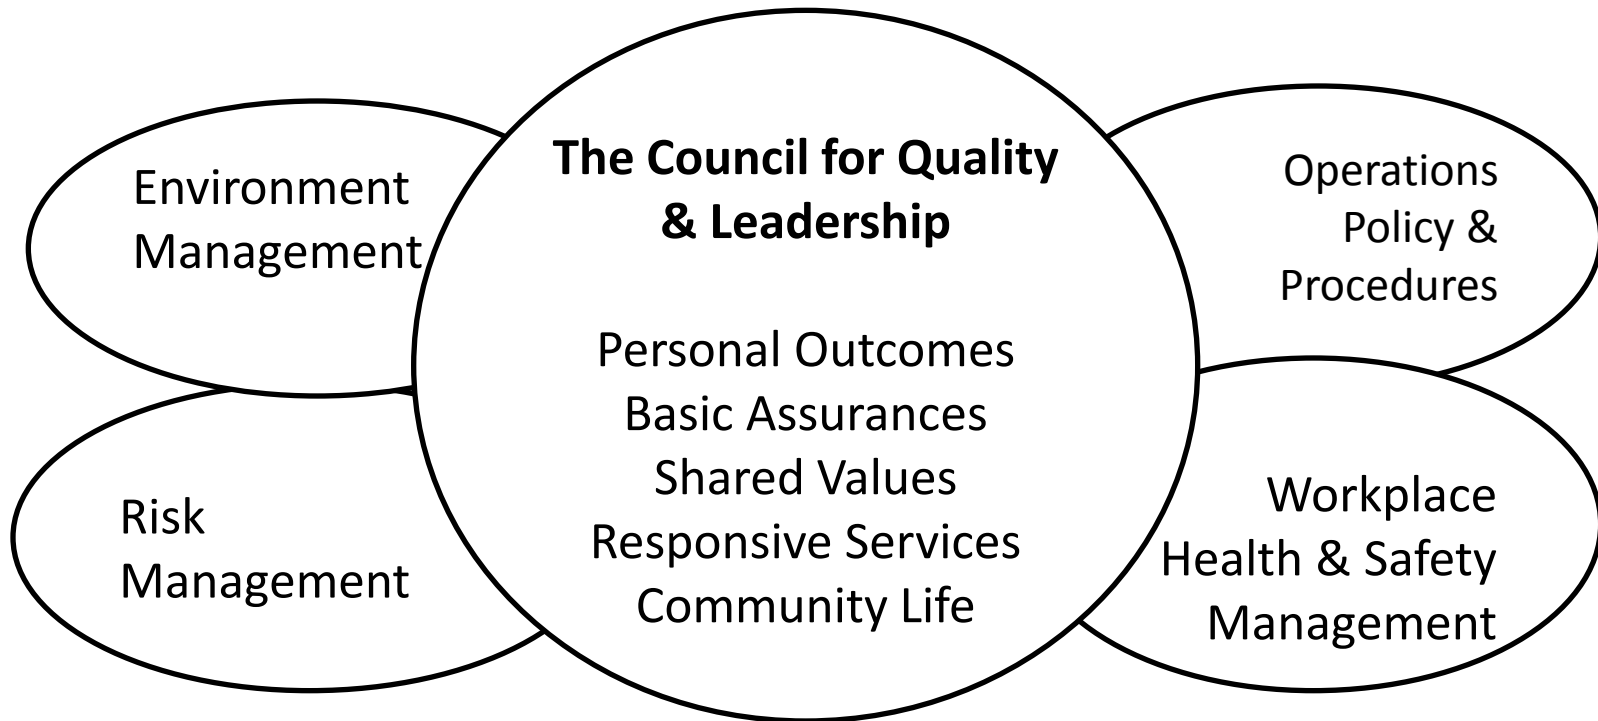 Environment
Management
Risk
Management
The Council for Quality
& Leadership
Personal Outcomes
Basic Assurances
Shared Values
Responsive Services
Community Life
Operations
Policy &
Procedures
Workplace
Health & Safety
Management